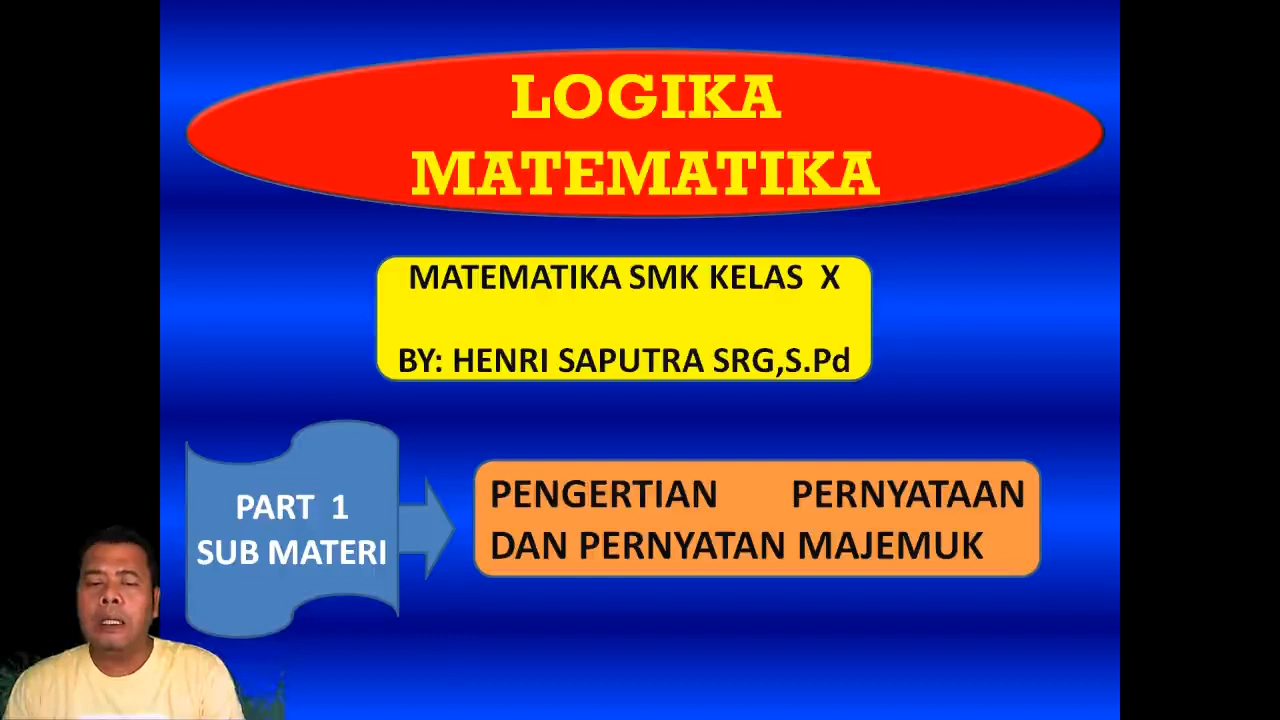 LOGIKA
MATEMATIKA
MATEMATIKA SMK KELAS X
BY: HENRI SAPUTRA SRG,S.Pd
PART 1
SUB MATERI
PENGERTIAN PERNYATAAN
DAN PERNYATAN MAJEMUK